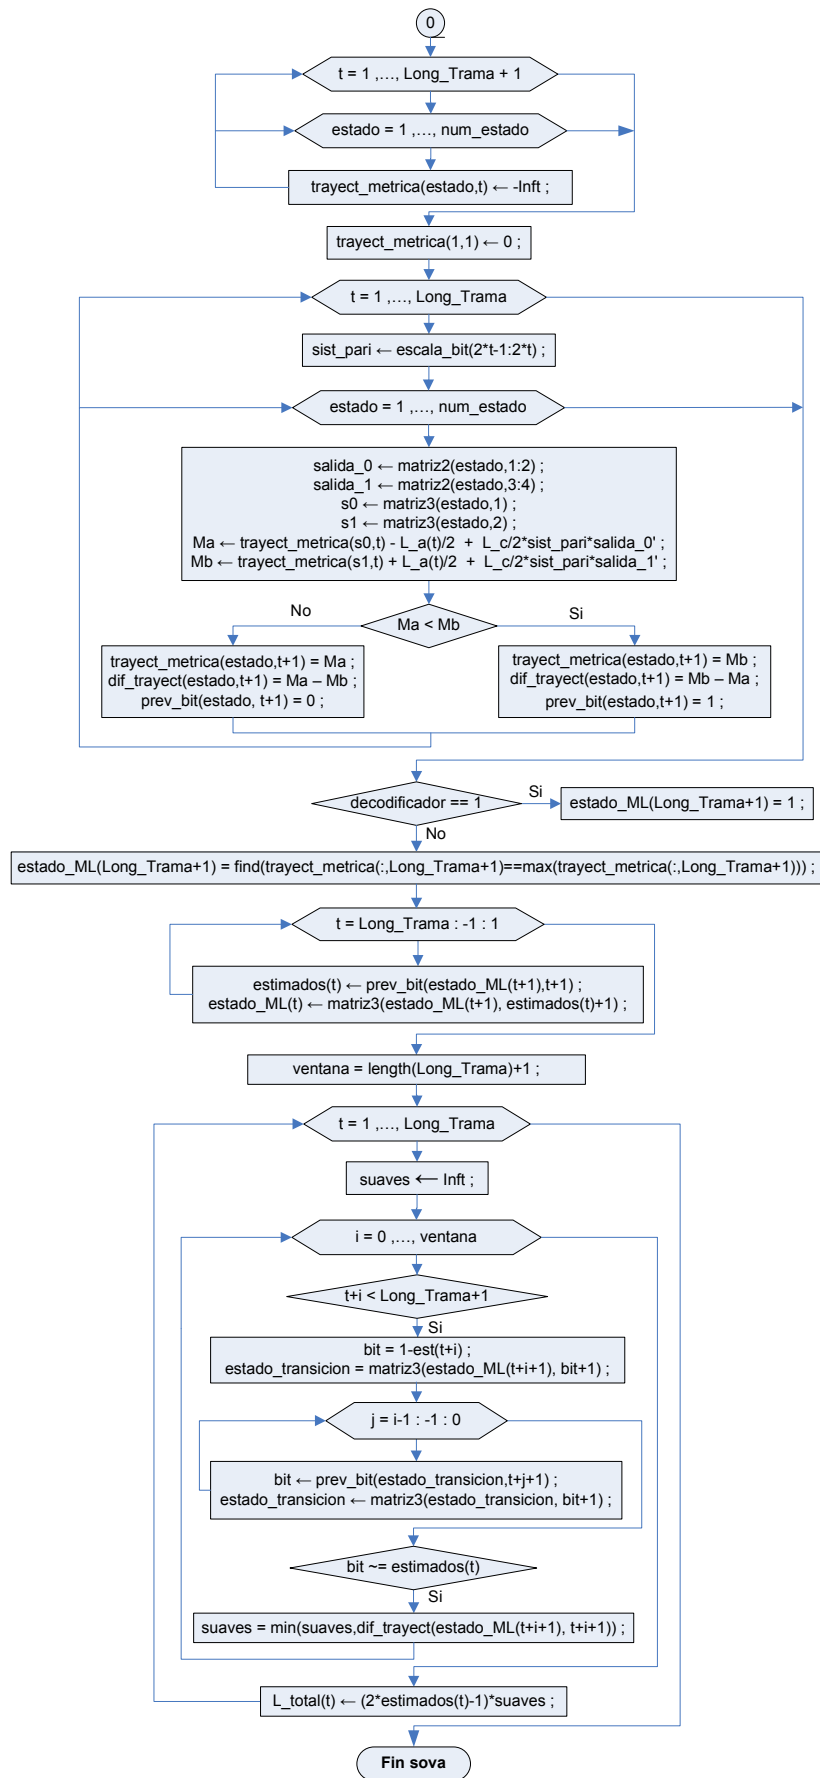 0
t = 1 ,…, Long_Trama + 1
estado = 1 ,…, num_estado
trayect_metrica(estado,t) ← -Inft ;
trayect_metrica(1,1) ← 0 ;
t = 1 ,…, Long_Trama
sist_pari ← escala_bit(2*t-1:2*t) ;
estado = 1 ,…, num_estado
salida_0 ← matriz2(estado,1:2) ;
salida_1 ← matriz2(estado,3:4) ;
s0 ← matriz3(estado,1) ;
s1 ← matriz3(estado,2) ;
Ma ← trayect_metrica(s0,t) - L_a(t)/2 + L_c/2*sist_pari*salida_0' ;
Mb ← trayect_metrica(s1,t) + L_a(t)/2 + L_c/2*sist_pari*salida_1' ;
No
Ma < Mb
Si
trayect_metrica(estado,t+1) = Ma ;
dif_trayect(estado,t+1) = Ma – Mb ;
prev_bit(estado, t+1) = 0 ;
trayect_metrica(estado,t+1) = Mb ;
dif_trayect(estado,t+1) = Mb – Ma ;
prev_bit(estado,t+1) = 1 ;
decodificador == 1
Si
estado_ML(Long_Trama+1) = 1 ;
No
estado_ML(Long_Trama+1) = find(trayect_metrica(:,Long_Trama+1)==max(trayect_metrica(:,Long_Trama+1))) ;
t = Long_Trama : -1 : 1
estimados(t) ← prev_bit(estado_ML(t+1),t+1) ;
estado_ML(t) ← matriz3(estado_ML(t+1), estimados(t)+1) ;
ventana = length(Long_Trama)+1 ;
t = 1 ,…, Long_Trama
suaves ← Inft ;
i = 0 ,…, ventana
t+i < Long_Trama+1
Si
bit = 1-est(t+i) ;
estado_transicion = matriz3(estado_ML(t+i+1), bit+1) ;
j = i-1 : -1 : 0
bit ← prev_bit(estado_transicion,t+j+1) ;
estado_transicion ← matriz3(estado_transicion, bit+1) ;
bit ~= estimados(t)
Si
suaves = min(suaves,dif_trayect(estado_ML(t+i+1), t+i+1)) ;
L_total(t) ← (2*estimados(t)-1)*suaves ;
Fin sova